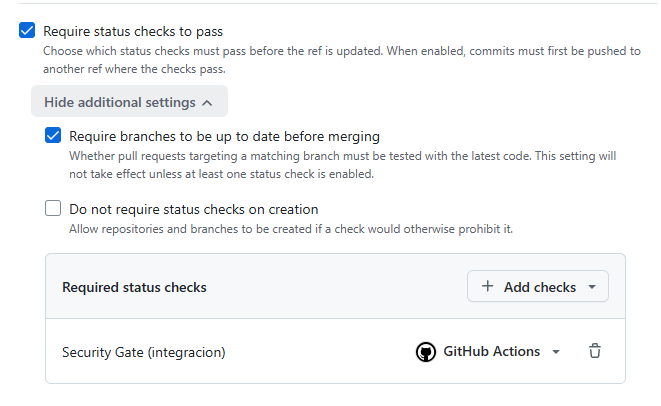 Require status checks to pass
Choose which status checks must pass before the ref is updated. When enabled, commits must first be pushed to
another ref where the checks pass.
Hide additional settings
Require branches to be up to date before merging
Whether pull requests targeting a matching branch must be tested with the latest code. This setting will
not take effect unless at least one status check is enabled.
Do not require status checks on creation
Allow repositories and branches to be created if a check would otherwise prohibit it.
Required status checks
Add checks
Security Gate (integracion)
GitHub Actions